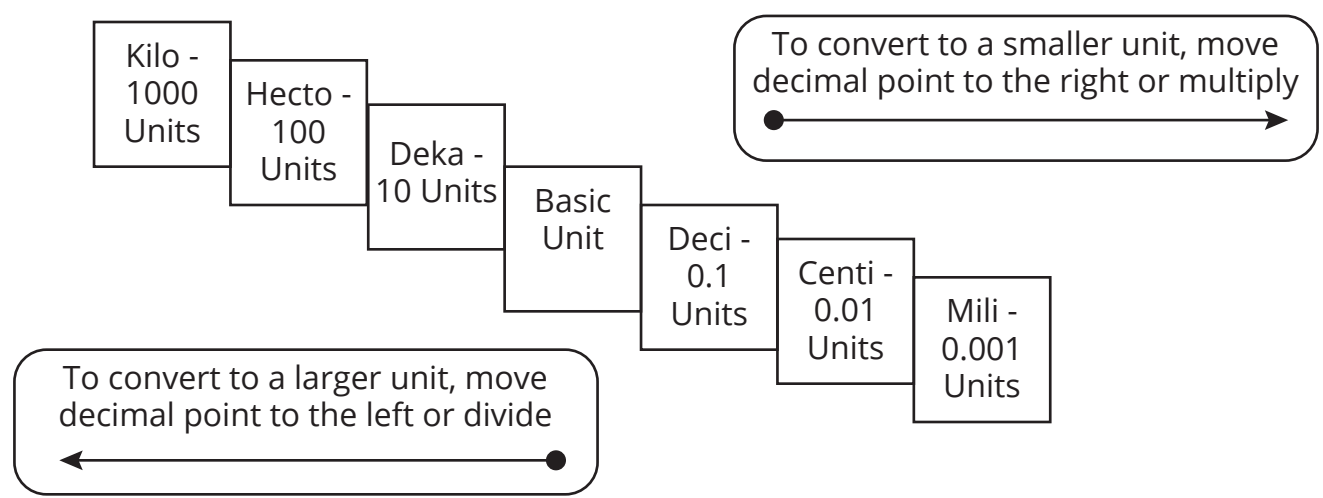 Kilo -
1000
Units
Hecto -
100
Units
Deka -
10 Units
Basic
Unit
Deci -
0.1
Units
Centi -
0.01
Units
Mili -
0.001
Units
To convert to a smaller unit, move
decimal point to the right or multiply
To convert to a larger unit, move
decimal point to the left or divide